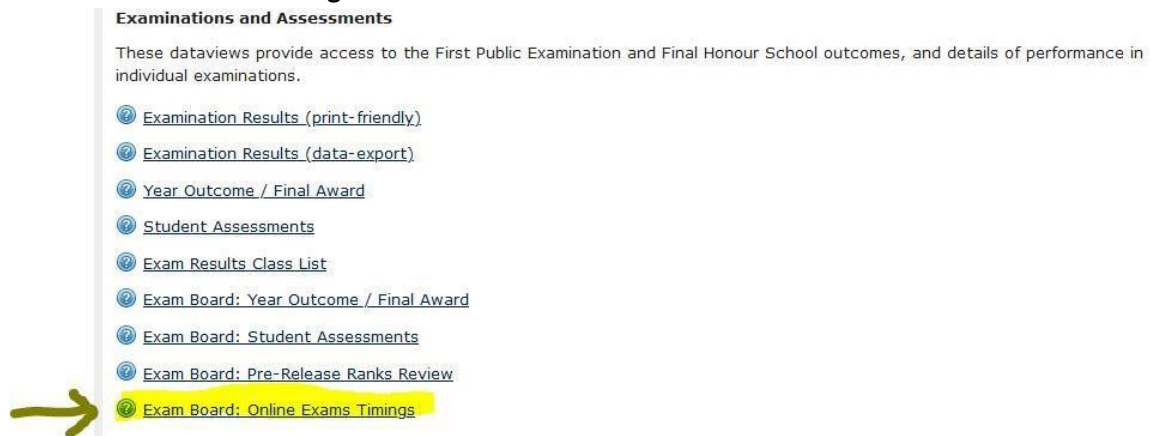 Examinations and Assessments
These dataviews provide access to the First Public Examination and Final Honour School outcomes, and details of performance in
individual examinations.
Examination Results (print-friendly)
Examination Results (data-export)
Year Outcome / Final Award
Student Assessments
Exam Results Class List
Exam Board: Year Outcome / Final Award
Exam Board: Student Assessments
Exam Board: Pre-Release Ranks Review
Exam Board: Online Exams Timings